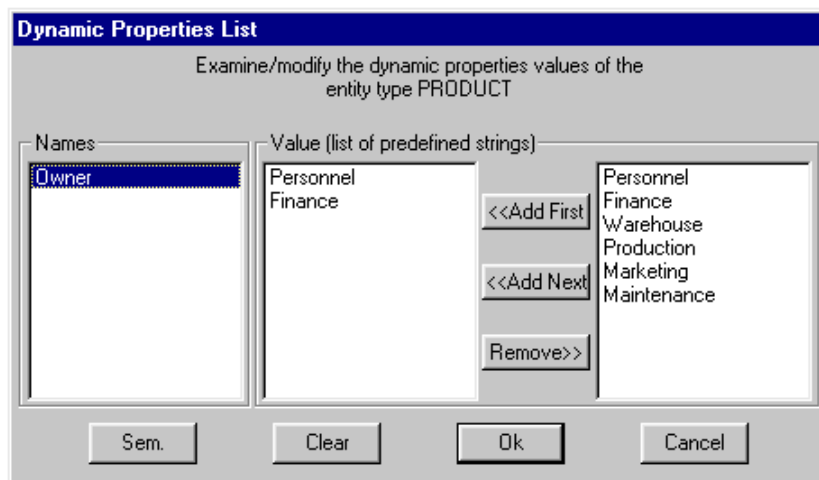 Dynamic Properties List
Examine/modify the dynamic properties values of the
entity type PRODUCT
Names
Owner
Value (list of predefined strings)
Personnel
Finance
<<Add First
<<Add Next
Remove>>
Personnel
Finance
Warehouse
Production
Marketing
Maintenance
Sem.
Clear
Ok
Cancel